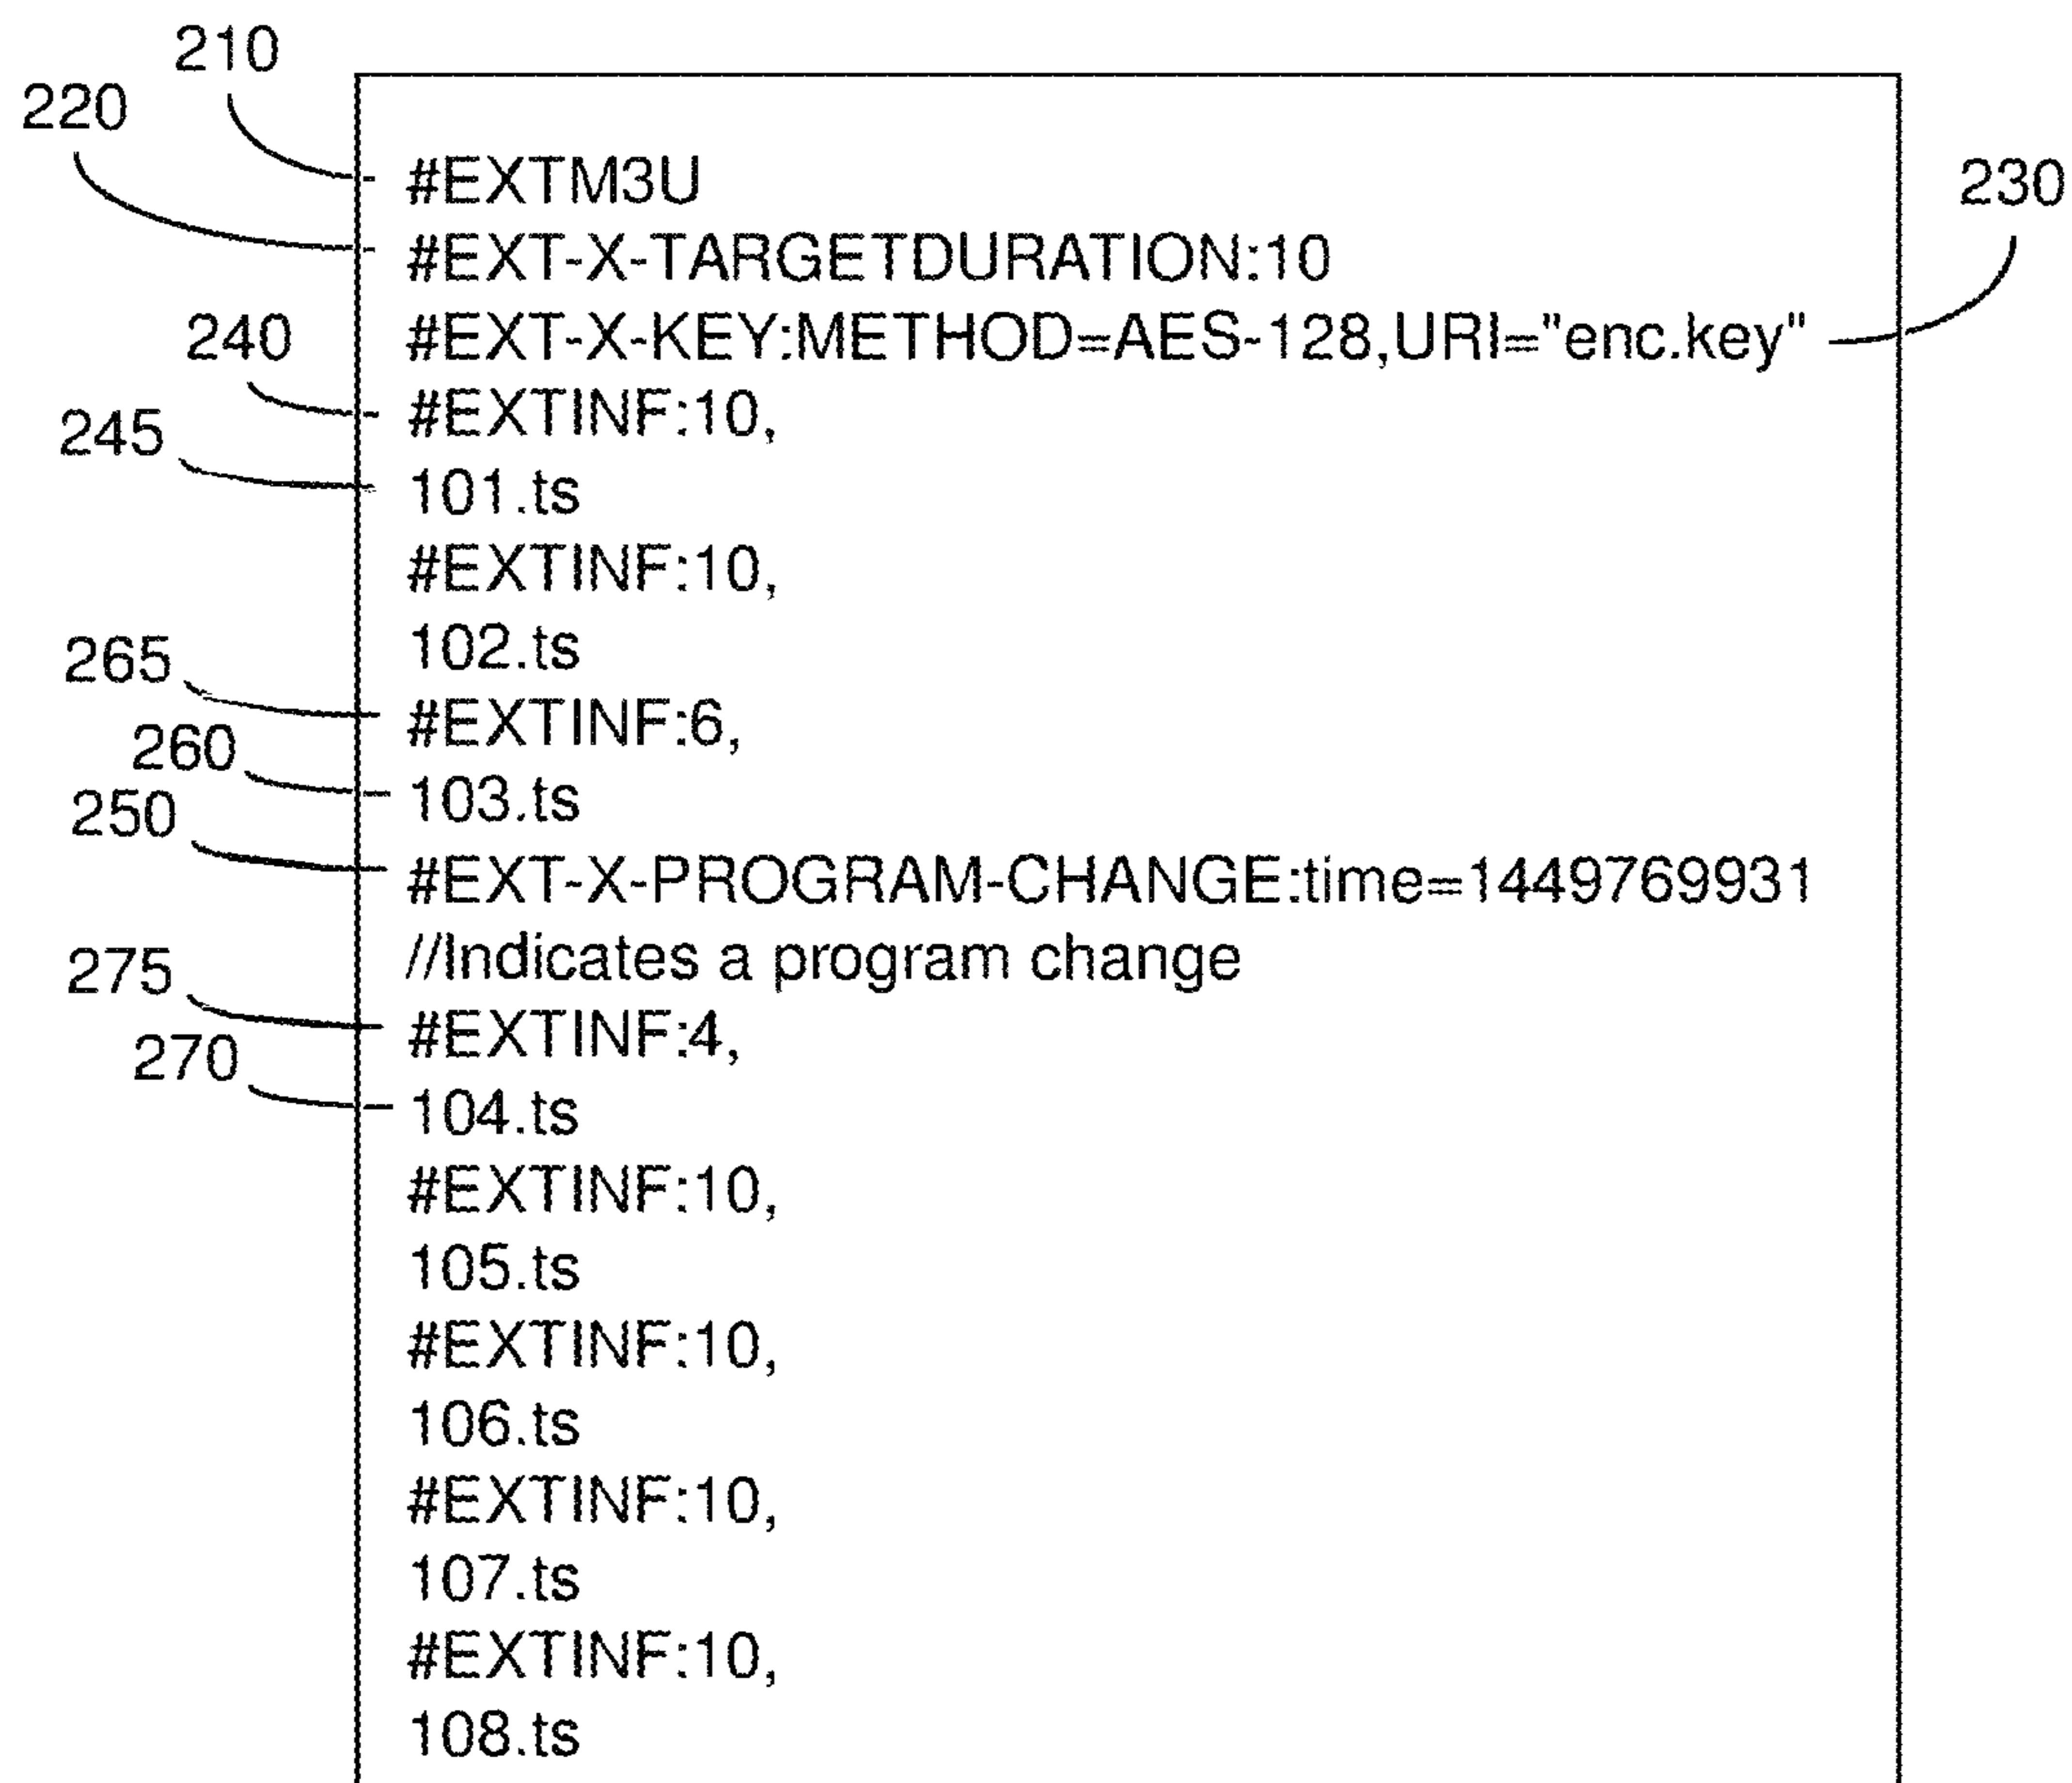 210
220
#EXTM3U
230
#EXT-X-TARGETDURATION:10
240
#EXT-X-KEY:METHOD=AES-128,URI="enc.key"
#EXTINF:10,
245
101.ts
#EXTINF:10,
102.ts
265
#EXTINF:6,
260
103.ts
250
#EXT-X-PROGRAM-CHANGE:time=1449769931
//Indicates a program change
275
#EXTINF:4,
270
104.ts
#EXTINF:10,
105.ts
#EXTINF:10,
106.ts
#EXTINF:10,
107.ts
#EXTINF:10,
108.ts